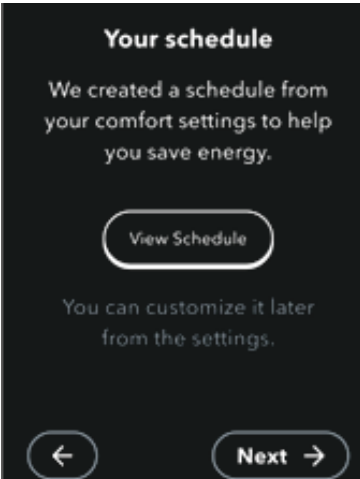 Your schedule
We created a schedule from
your comfort settings to help
you save energy.
View Schedule
You can customize it later
from the settings.
← Next →